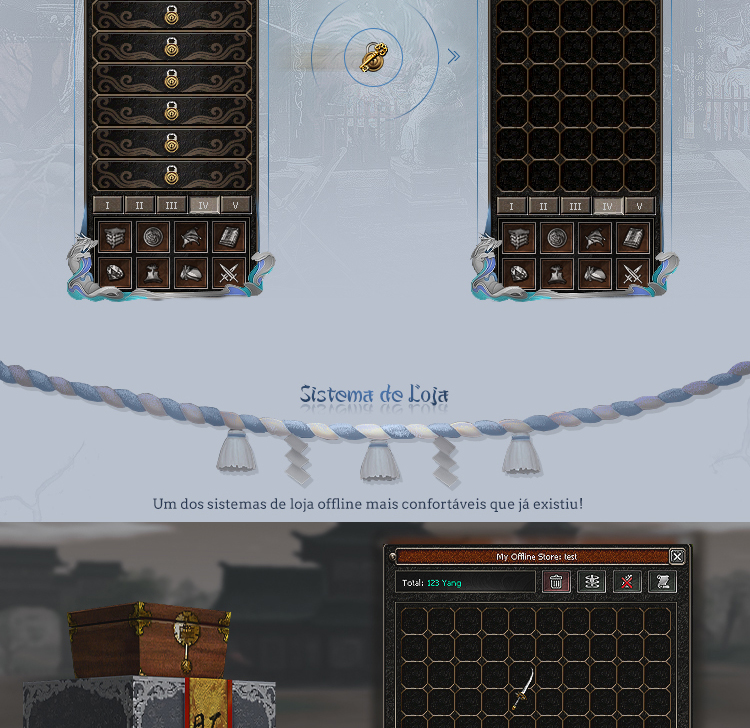 I II III IV V
I II III IV V
Sistema de Loja
Um dos sistemas de loja offline mais confortáveis que já existiu!
My Offline Store: test
Total: 123 Yang